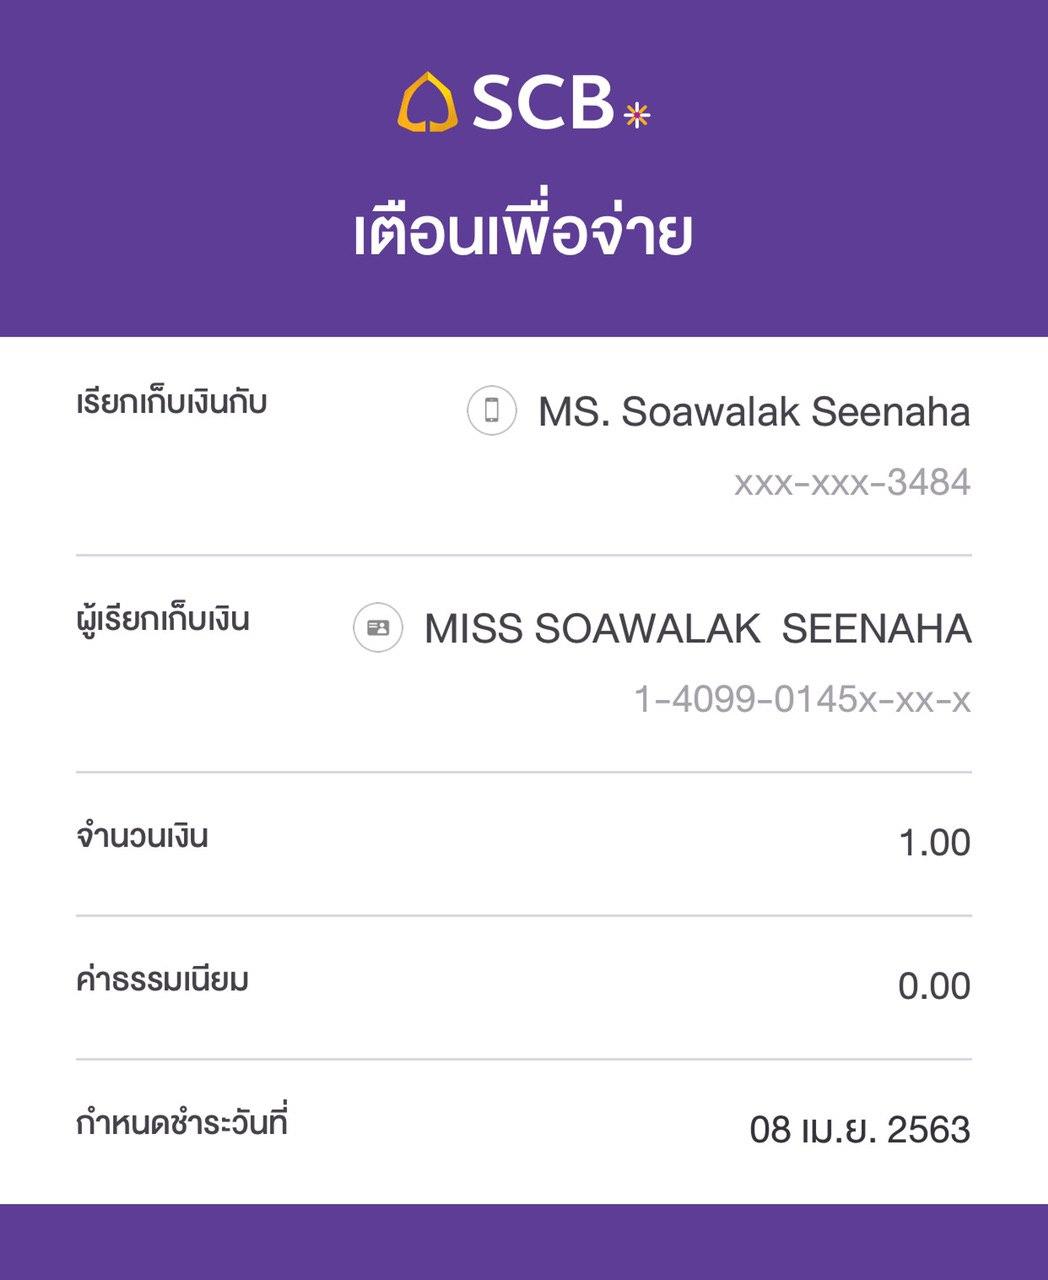 SCB
เตือนเพื่อจ่าย
เรียกเก็บเงินกับ MS. Soawalak Seenaha
xxx-xxx-3484
ผู้เรียกเก็บเงิน MISS SOAWALAK SEENAHA
1-4099-0145x-xx-x
จำนวนเงิน 1.00
ค่าธรรมเนียม 0.00
กำหนดชำระวันที่ 08 เม.ย. 2563